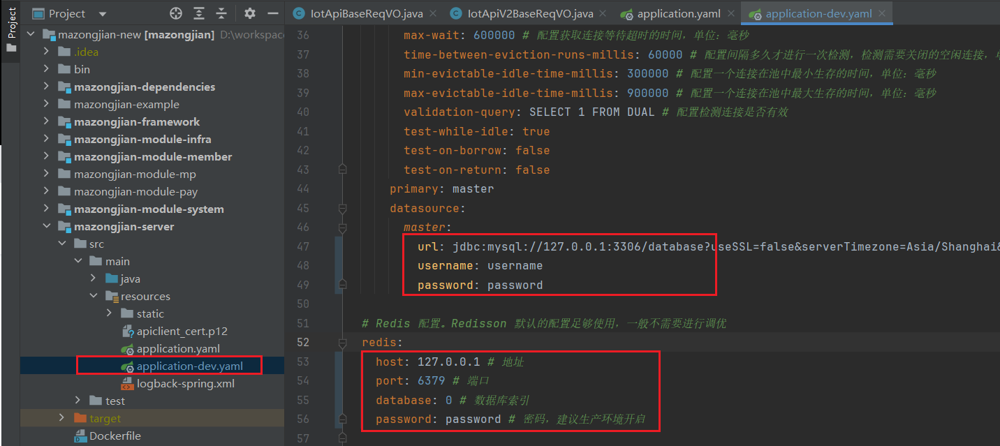 Project
Project
IotApiBaseReqVO.java
IotApiV2BaseReqVO.java
application.yaml
application-dev.yaml
mazongjian-new [mazongjian] D:\workspac
.idea
bin
mazongjian-dependencies
mazongjian-example
mazongjian-framework
mazongjian-module-infra
mazongjian-module-member
mazongjian-module-mp
mazongjian-module-pay
mazongjian-module-system
mazongjian-server
src
main
java
resources
static
apiclient_cert.p12
application.yaml
application-dev.yaml
logback-spring.xml
test
target
Dockerfile
36 max-wait: 600000 # 配置获取连接等待超时的时间，单位：毫秒
37 time-between-eviction-runs-millis: 60000 # 配置间隔多久才进行一次检测，检测需要关闭的空闲连接，
38 min-evictable-idle-time-millis: 300000 # 配置一个连接在池中最小生存的时间，单位：毫秒
39 max-evictable-idle-time-millis: 900000 # 配置一个连接在池中最大生存的时间，单位：毫秒
40 validation-query: SELECT 1 FROM DUAL # 配置检测连接是否有效
41 test-while-idle: true
42 test-on-borrow: false
43 test-on-return: false
44 primary: master
45 datasource:
46 master:
47 url: jdbc:mysql://127.0.0.1:3306/database?useSSL=false&serverTimezone=Asia/Shanghai&
48 username: username
49 password: password
50
51 # Redis 配置。Redisson 默认的配置足够使用，一般不需要进行调优
52 redis:
53 host: 127.0.0.1 # 地址
54 port: 6379 # 端口
55 database: 0 # 数据库索引
56 password: password # 密码，建议生产环境开启
57